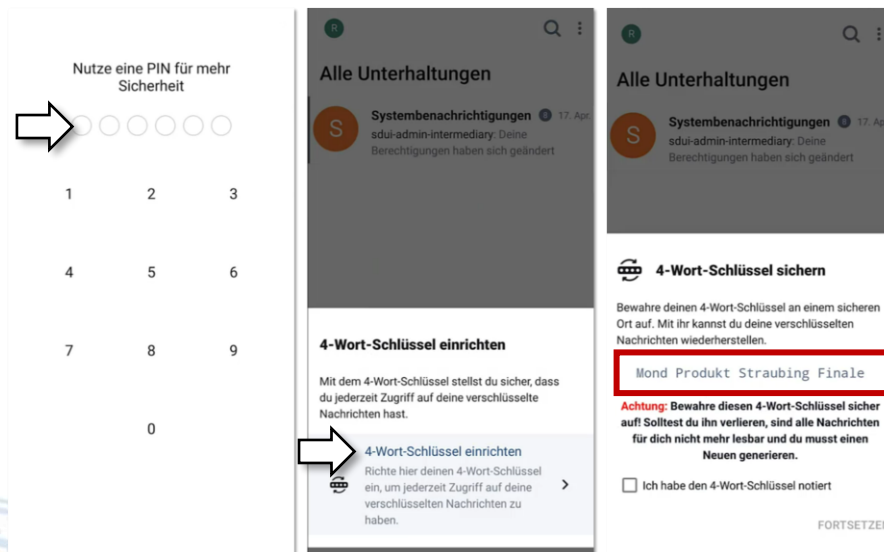 Nutze eine PIN für mehr
Sicherheit
1 2 3
4 5 6
7 8 9
0
R
Alle Unterhaltungen
S
Systembenachrichtigungen 17. Apr.
sdui-admin-intermediary: Deine
Berechtigungen haben sich geändert
4-Wort-Schlüssel einrichten
Mit dem 4-Wort-Schlüssel stellst du sicher, dass
du jederzeit Zugriff auf deine verschlüsselte
Nachrichten hast.
4-Wort-Schlüssel einrichten
Richte hier deinen 4-Wort-Schlüssel
ein, um jederzeit Zugriff auf deine
verschlüsselten Nachrichten zu
haben.
R
Alle Unterhaltungen
S
Systembenachrichtigungen 17. Ap
sdui-admin-intermediary: Deine
Berechtigungen haben sich geändert
4-Wort-Schlüssel sichern
Bewahre deinen 4-Wort-Schlüssel an einem sicheren
Ort auf. Mit ihr kannst du deine verschlüsselten
Nachrichten wiederherstellen.
Mond Produkt Straubing Finale
Achtung: Bewahre diesen 4-Wort-Schlüssel sicher
auf! Solltest du ihn verlieren, sind alle Nachrichten
für dich nicht mehr lesbar und du musst einen
Neuen generieren.
Ich habe den 4-Wort-Schlüssel notiert
FORTSETZEN